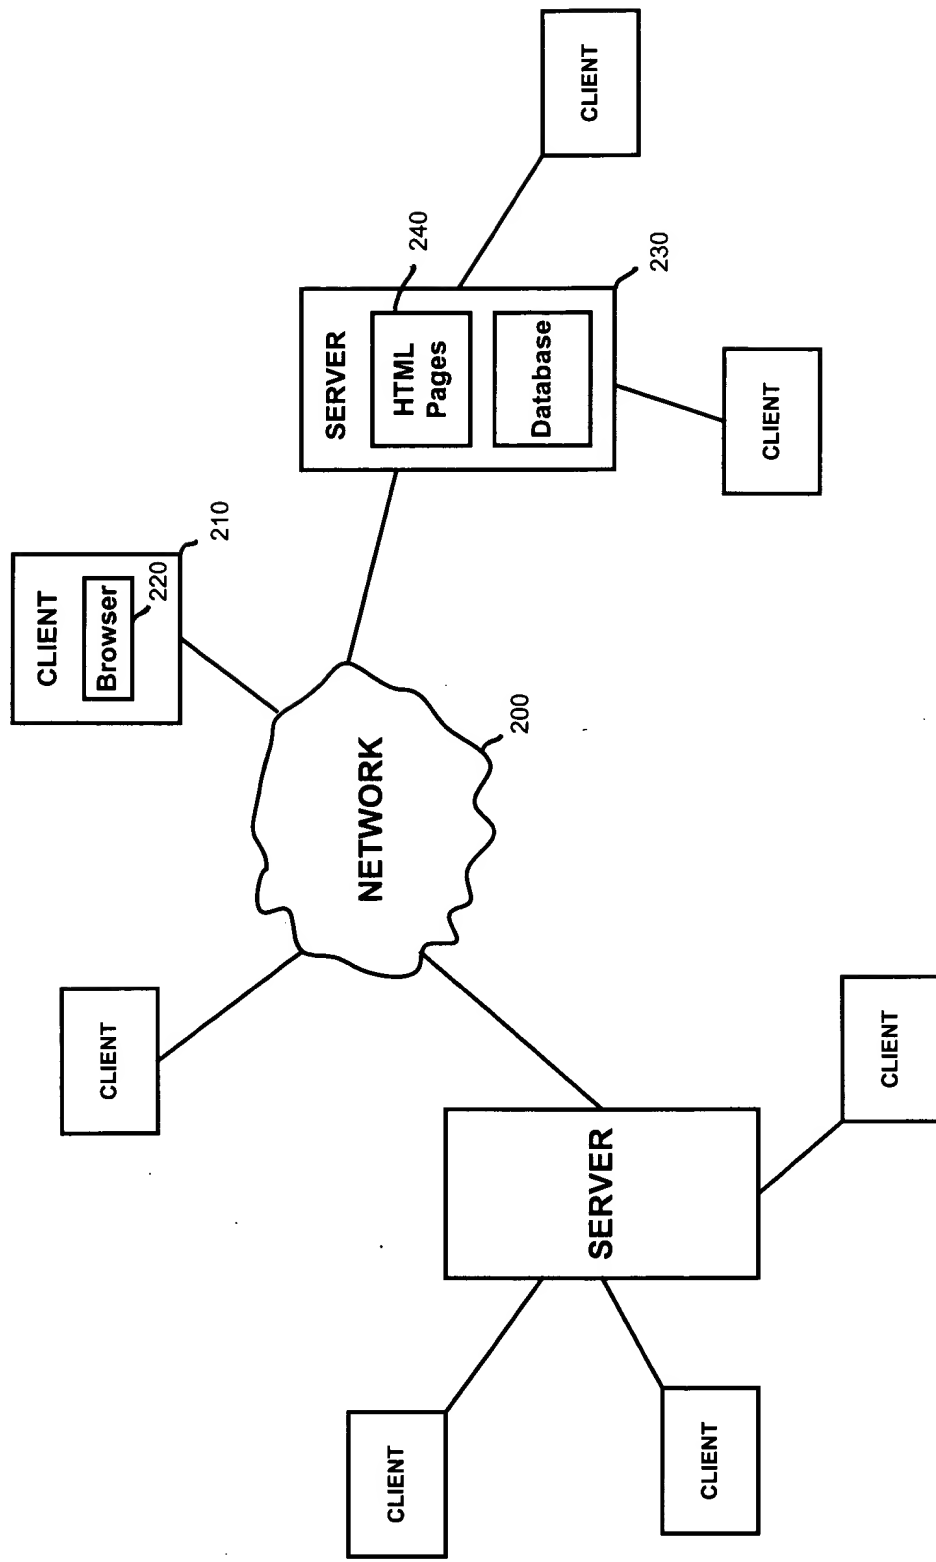 CLIENT
Browser
220
210
CLIENT
NETWORK
200
SERVER
HTML
Pages
240
Database
230
CLIENT
CLIENT
SERVER
CLIENT
CLIENT
CLIENT